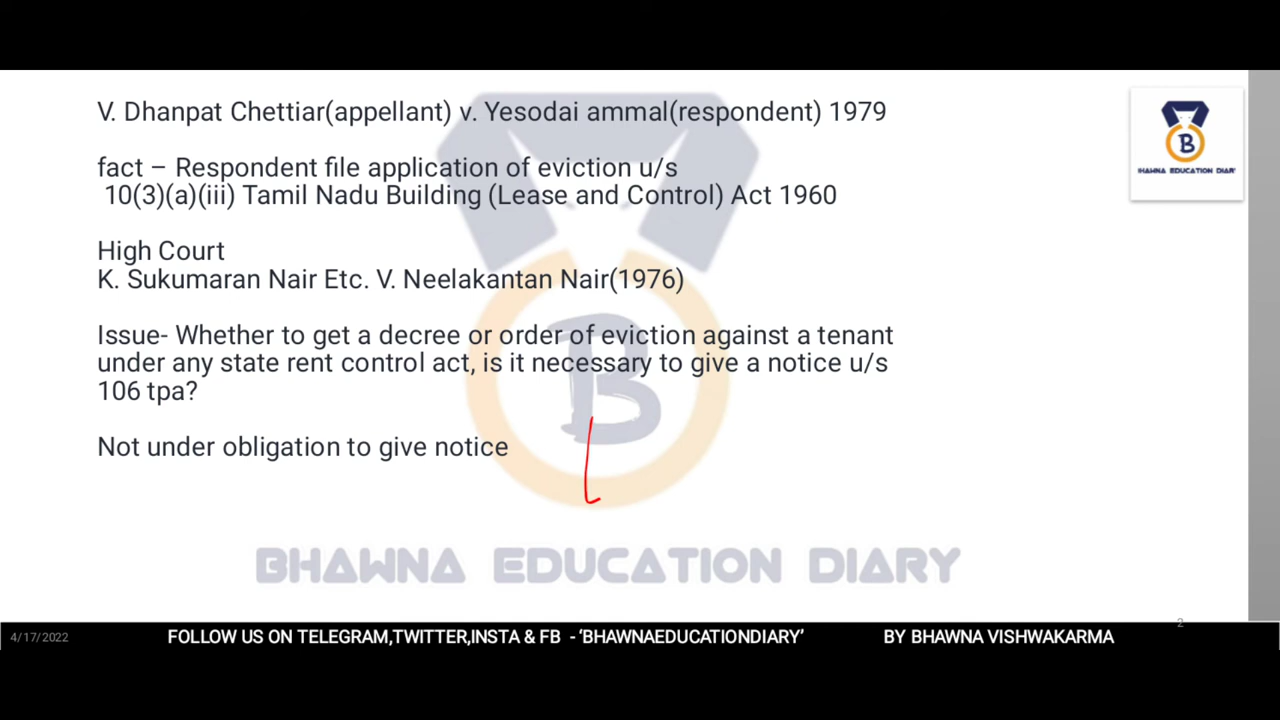 V. Dhanpat Chettiar(appellant) v. Yesodai ammal(respondent) 1979
fact – Respondent file application of eviction u/s
10(3)(a)(iii) Tamil Nadu Building (Lease and Control) Act 1960
High Court
K. Sukumaran Nair Etc. V. Neelakantan Nair(1976)
Issue- Whether to get a decree or order of eviction against a tenant
under any state rent control act, is it necessary to give a notice u/s
106 tpa?
Not under obligation to give notice
B
BHAWNA EDUCATION DIARY
B
BHAWNA EDUCATION DIARY
2
4/17/2022
FOLLOW US ON TELEGRAM,TWITTER,INSTA & FB - ‘BHAWNAEDUCATIONDIARY’
BY BHAWNA VISHWAKARMA